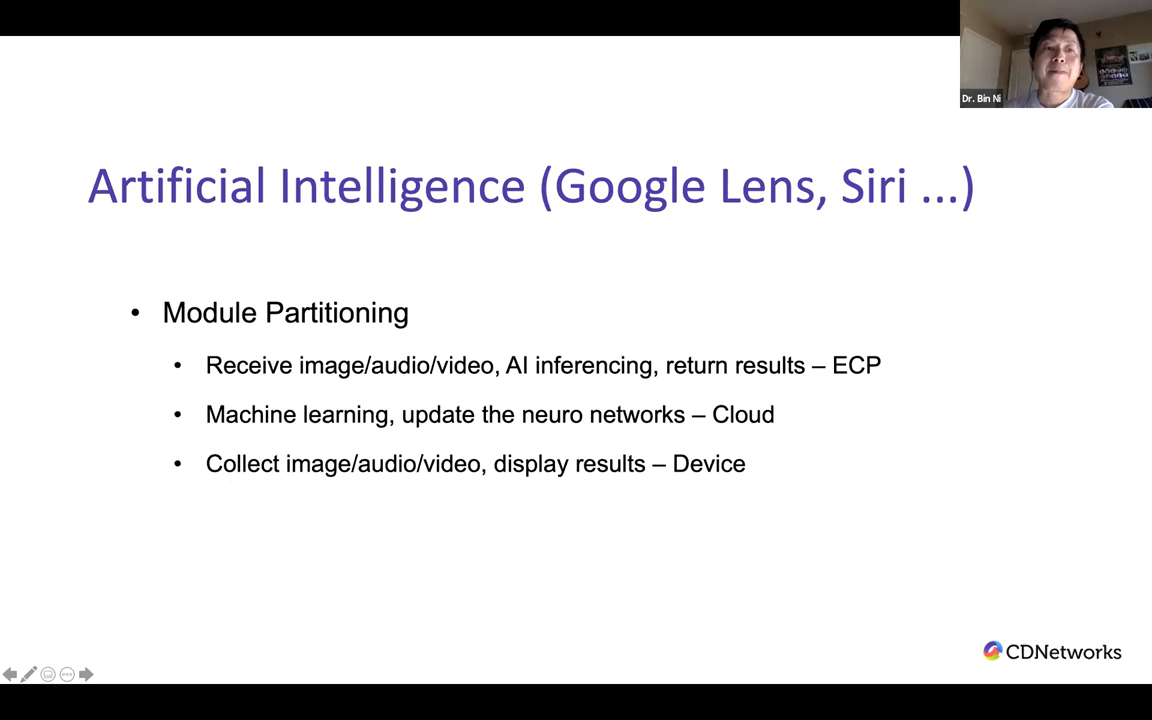 Dr. Bin Ni
Artificial Intelligence (Google Lens, Siri ...)
• Module Partitioning
• Receive image/audio/video, AI inferencing, return results – ECP
• Machine learning, update the neuro networks – Cloud
• Collect image/audio/video, display results – Device
CDNetworks